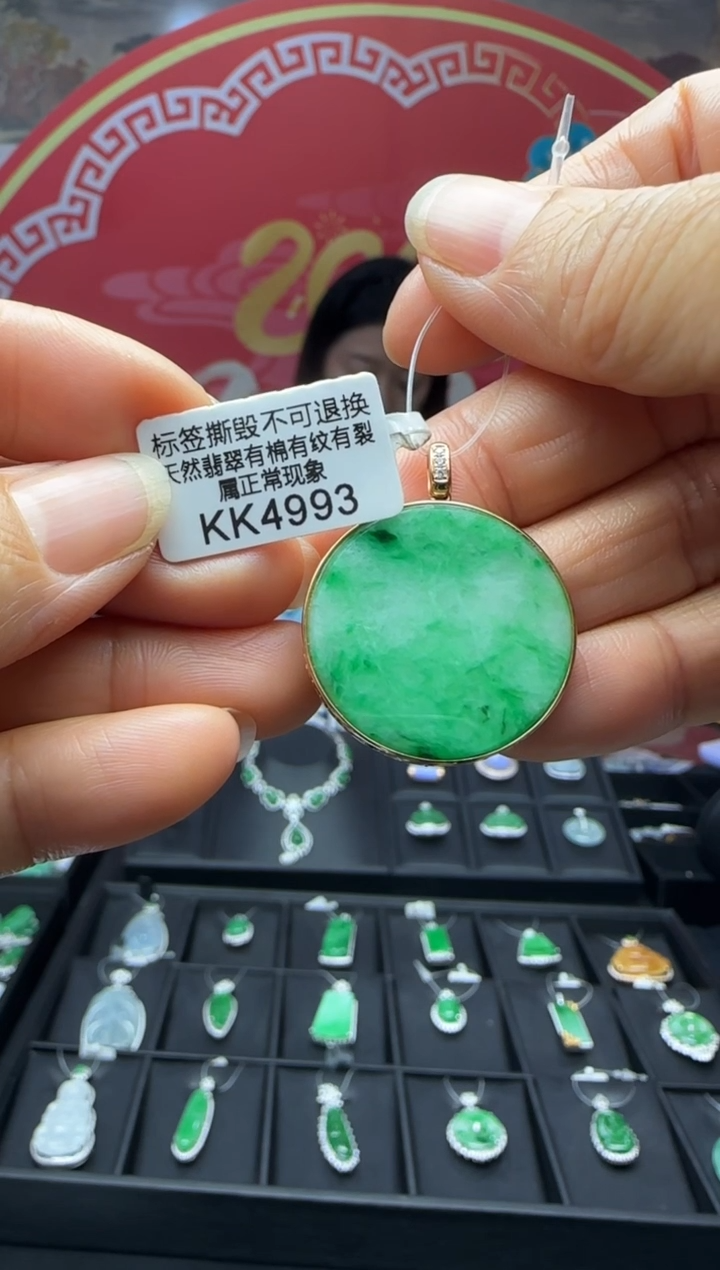 标签撕毁不可退换
天然翡翠有棉有纹有裂
属正常现象
KK4993